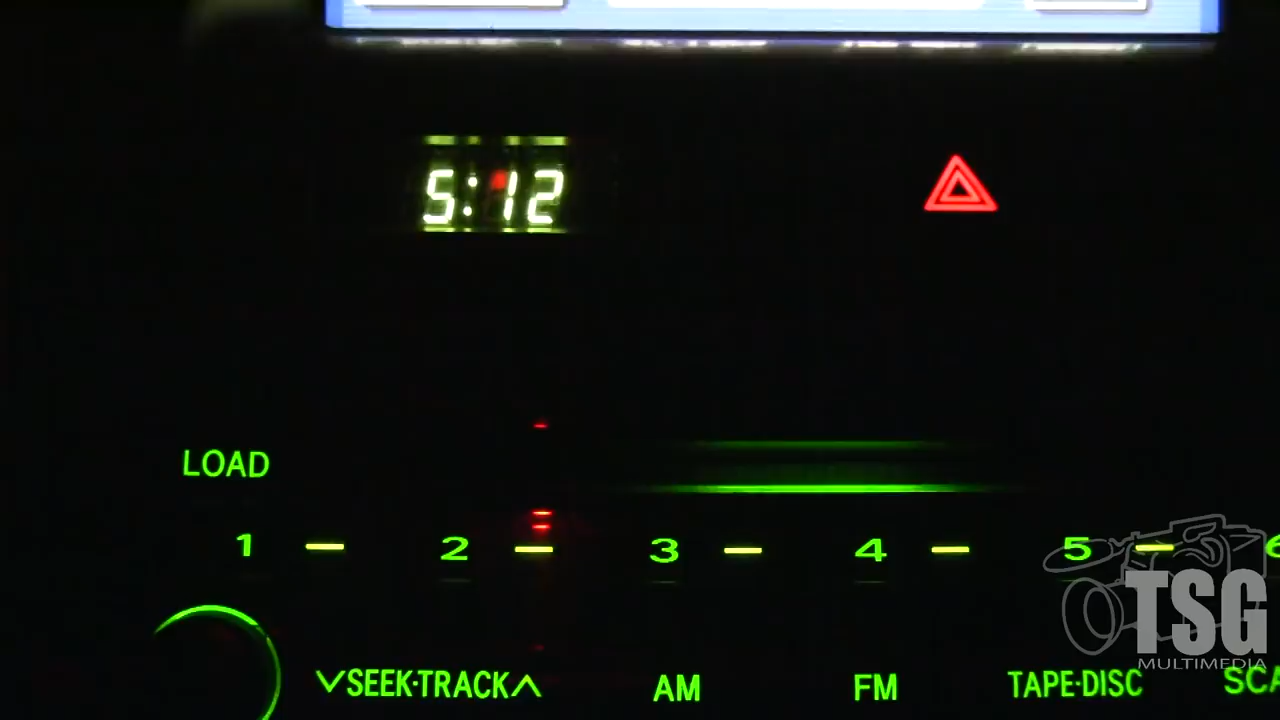 5:12
LOAD
1 2 3 4 5 6
SEEK·TRACK AM FM TAPE·DISC SCA
TSG
MULTIMEDIA